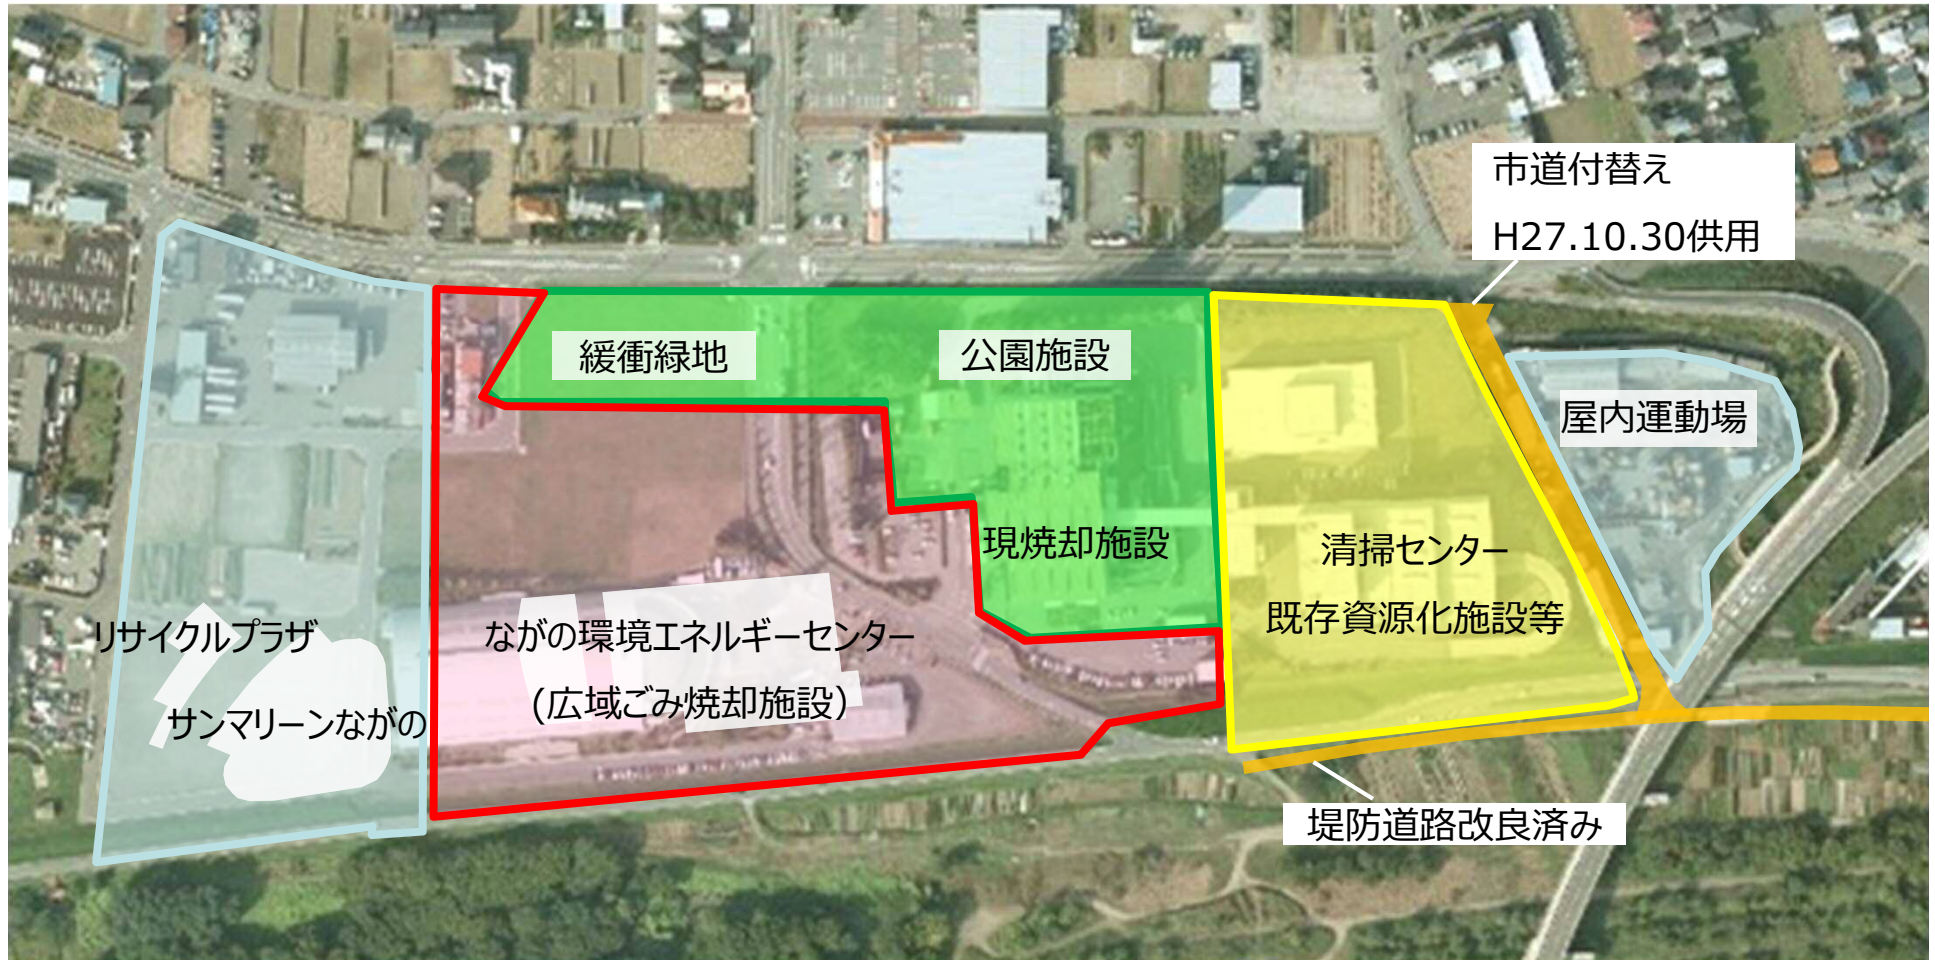 市道付替え
H27.10.30供用
緩衝緑地
公園施設
屋内運動場
現焼却施設
清掃センター
既存資源化施設等
リサイクルプラザ
サンマリーンながの
ながの環境エネルギーセンター
(広域ごみ焼却施設)
堤防道路改良済み